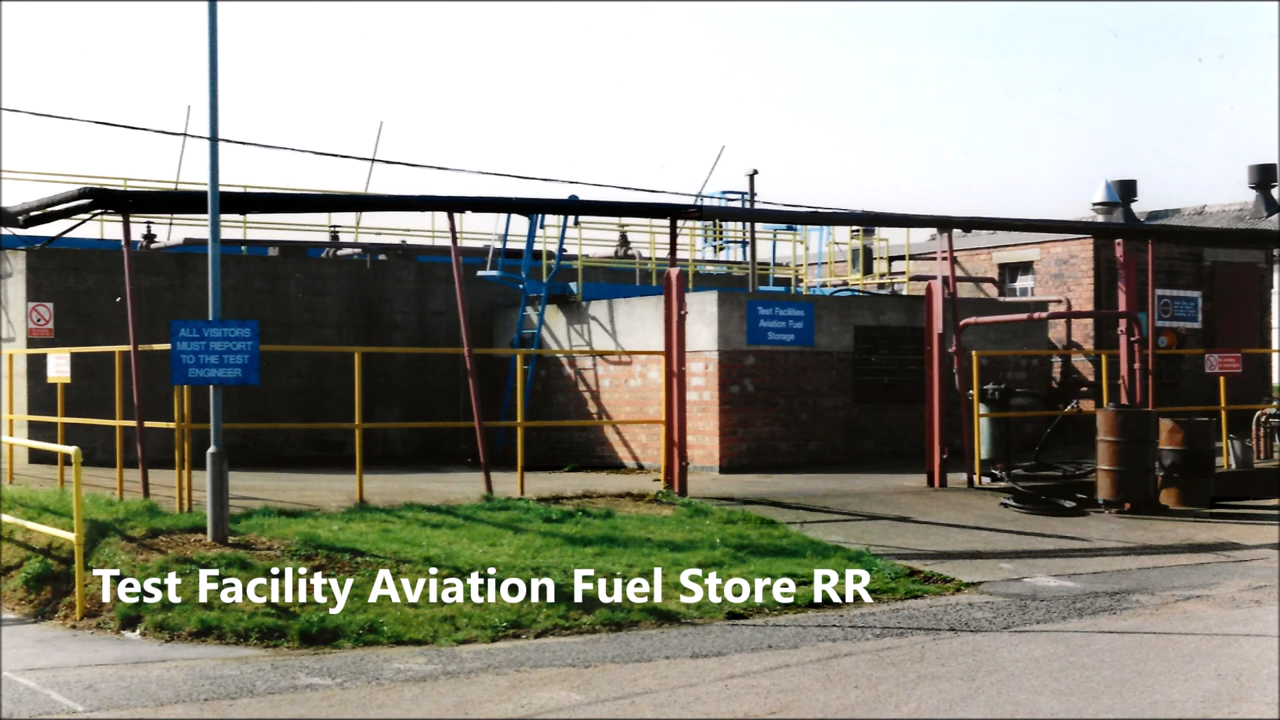 ALL VISITORS
MUST REPORT
TO THE TEST
ENGINEER
Test Facilities
Aviation Fuel
Storage
Test Facility Aviation Fuel Store RR